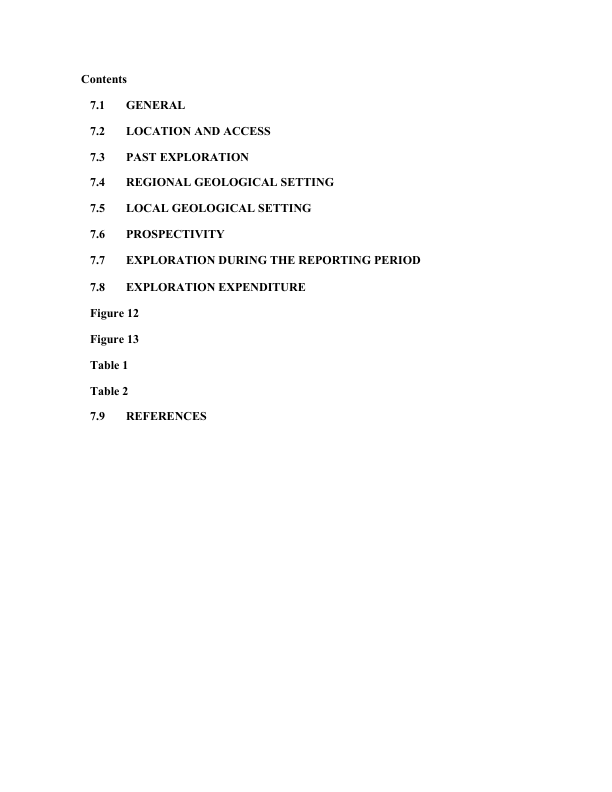 Contents
7.1 GENERAL
7.2 LOCATION AND ACCESS
7.3 PAST EXPLORATION
7.4 REGIONAL GEOLOGICAL SETTING
7.5 LOCAL GEOLOGICAL SETTING
7.6 PROSPECTIVITY
7.7 EXPLORATION DURING THE REPORTING PERIOD
7.8 EXPLORATION EXPENDITURE
Figure 12
Figure 13
Table 1
Table 2
7.9 REFERENCES